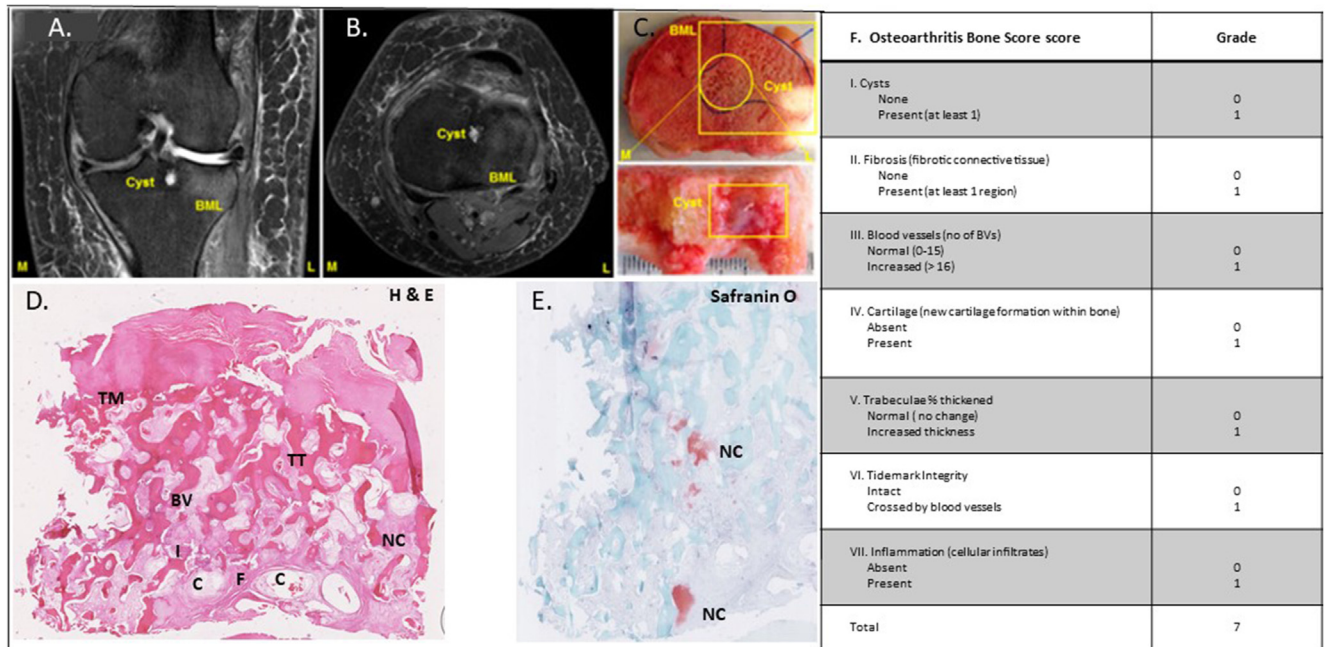 A.
Cyst
BML
M
L
B.
Cyst
BML
M
L
C.
BML
Cyst
M
L
Cyst
D.
H & E
TM
TT
BV
NC
I
C
F
C
E.
Safranin O
NC
NC
F. Osteoarthritis Bone Score score Grade
I. Cysts
None 0
Present (at least 1) 1
II. Fibrosis (fibrotic connective tissue)
None 0
Present (at least 1 region) 1
III. Blood vessels (no of BVs)
Normal (0-15) 0
Increased (> 16) 1
IV. Cartilage (new cartilage formation within bone)
Absent 0
Present 1
V. Trabeculae % thickened
Normal ( no change) 0
Increased thickness 1
VI. Tidemark Integrity
Intact 0
Crossed by blood vessels 1
VII. Inflammation (cellular infiltrates)
Absent 0
Present 1
Total 7